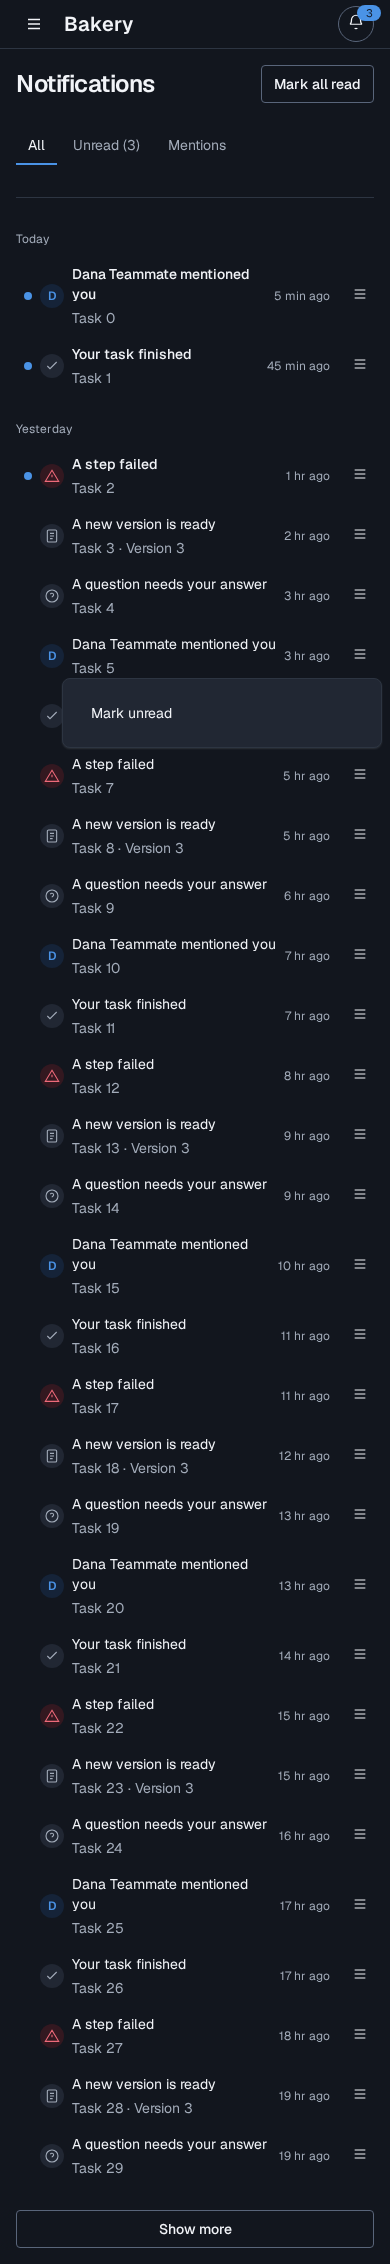 Bakery
3
Notifications
Mark all read
All
Unread (3)
Mentions
Today
D
Dana Teammate mentioned
you
5 min ago
Task 0
Your task finished
45 min ago
Task 1
Yesterday
A step failed
1 hr ago
Task 2
A new version is ready
2 hr ago
Task 3 · Version 3
A question needs your answer
3 hr ago
Task 4
D
Dana Teammate mentioned you
3 hr ago
Task 5
Mark unread
A step failed
5 hr ago
Task 7
A new version is ready
5 hr ago
Task 8 · Version 3
A question needs your answer
6 hr ago
Task 9
D
Dana Teammate mentioned you
7 hr ago
Task 10
Your task finished
7 hr ago
Task 11
A step failed
8 hr ago
Task 12
A new version is ready
9 hr ago
Task 13 · Version 3
A question needs your answer
9 hr ago
Task 14
D
Dana Teammate mentioned
you
10 hr ago
Task 15
Your task finished
11 hr ago
Task 16
A step failed
11 hr ago
Task 17
A new version is ready
12 hr ago
Task 18 · Version 3
A question needs your answer
13 hr ago
Task 19
D
Dana Teammate mentioned
you
13 hr ago
Task 20
Your task finished
14 hr ago
Task 21
A step failed
15 hr ago
Task 22
A new version is ready
15 hr ago
Task 23 · Version 3
A question needs your answer
16 hr ago
Task 24
D
Dana Teammate mentioned
you
17 hr ago
Task 25
Your task finished
17 hr ago
Task 26
A step failed
18 hr ago
Task 27
A new version is ready
19 hr ago
Task 28 · Version 3
A question needs your answer
19 hr ago
Task 29
Show more